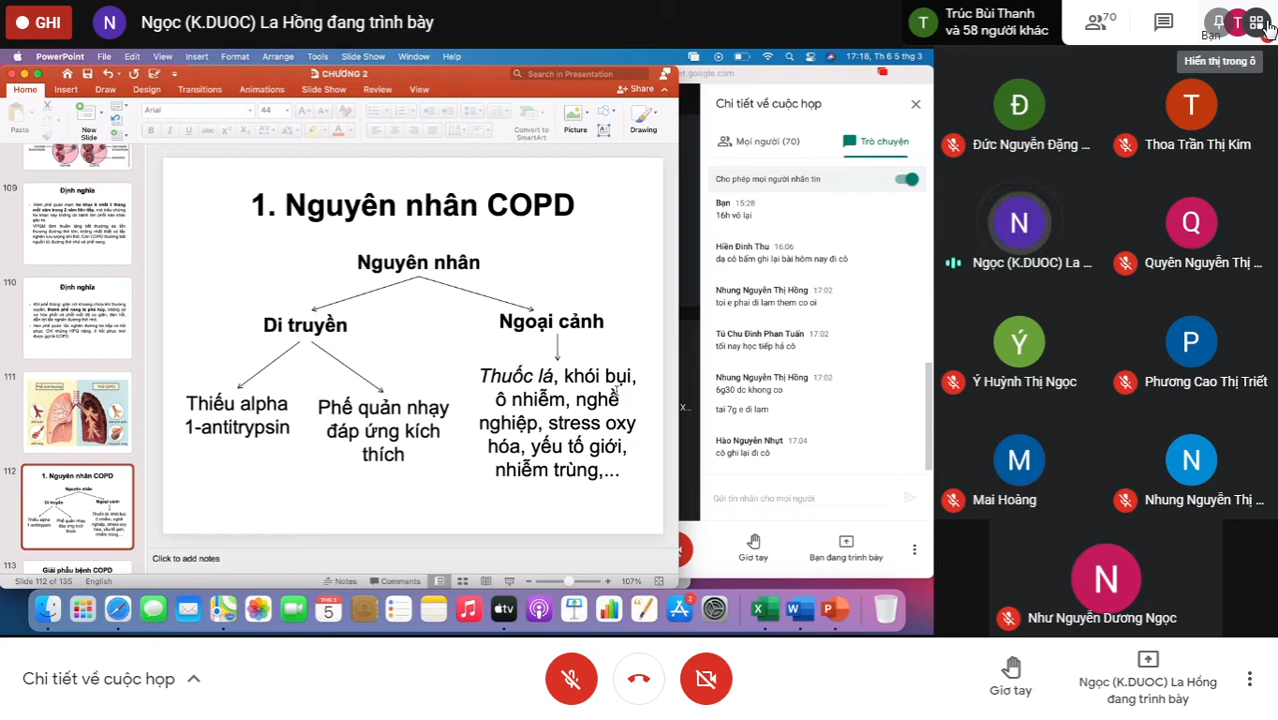 GHI
N
Ngọc (K.DUOC) La Hồng đang trình bày
T
Trúc Bùi Thanh
và 58 người khác
70
T
Bạn
Hiển thị trong ô
PowerPoint File Edit View Insert Format Arrange Tools Slide Show Window Help
17:18, Th 6 5 thg 3
CHƯƠNG 2
Search in Presentation
Home Insert Draw Design Transitions Animations Slide Show Review View
Share
Paste
New
Slide
Arial
44
Convert to
SmartArt
Picture
Drawing
109
Định nghĩa
110
Định nghĩa
111
112
1. Nguyên nhân COPD
Nguyên nhân
Di truyền
Ngoại cảnh
113
Giải phẫu bệnh COPD
1. Nguyên nhân COPD
Nguyên nhân
Di truyền
Ngoại cảnh
Thiếu alpha
1-antitrypsin
Phế quản nhạy
đáp ứng kích
thích
Thuốc lá, khói bụi,
ô nhiễm, nghề
nghiệp, stress oxy
hóa, yếu tố giới,
nhiễm trùng,...
Click to add notes
Slide 112 of 135 English
Notes Comments
107%
et.google.com
Chi tiết về cuộc họp
Mọi người (70)
Trò chuyện
Cho phép mọi người nhắn tin
Bạn 15:28
16h vô lại
Hiền Đinh Thu 16:06
dạ cô bấm ghi lại bài hôm nay đi cô
Nhung Nguyễn Thị Hồng 17:02
toi e phai di lam them co oi
Tú Chu Đình Phan Tuấn 17:02
tối nay học tiếp hả cô
Nhung Nguyễn Thị Hồng 17:02
6g30 dc khong co
tai 7g e di lam
Hào Nguyễn Nhựt 17:04
cô ghi lại đi cô
Gửi tin nhắn cho mọi người
X...
Giơ tay
Bạn đang trình bày
5
2
Đ
Đức Nguyễn Đặng ...
T
Thoa Trần Thị Kim
N
Ngọc (K.DUOC) La ...
Q
Quyên Nguyễn Thị ...
Ý
Ý Huỳnh Thị Ngọc
P
Phương Cao Thị Triết
M
Mai Hoàng
N
Nhung Nguyễn Thị ...
N
Như Nguyễn Dương Ngọc
Chi tiết về cuộc họp
Giơ tay
Ngọc (K.DUOC) La Hồng
đang trình bày